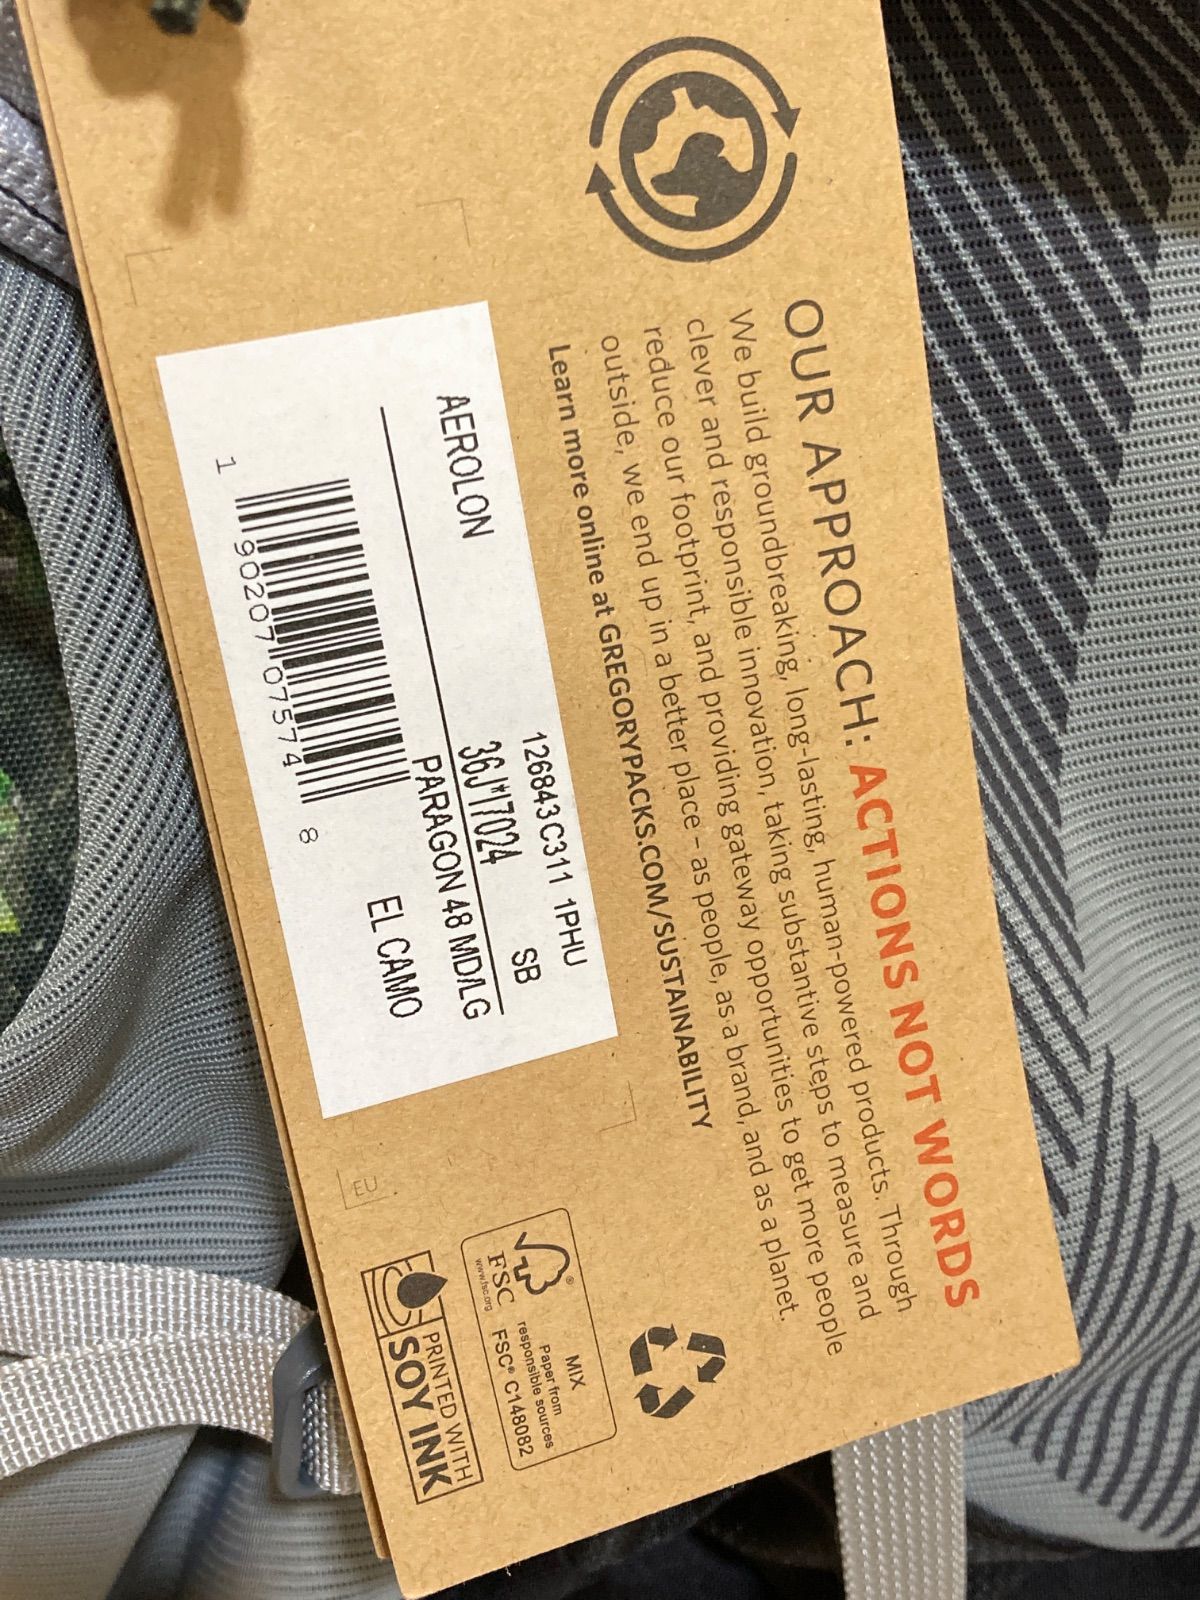 OUR APPROACH: ACTIONS NOT WORDS
We build groundbreaking, long-lasting, human-powered products. Through
clever and responsible innovation, taking substantive steps to measure and
reduce our footprint, and providing gateway opportunities to get more people
outside, we end up in a better place – as people, as a brand, and as a planet.
Learn more online at GREGORYPACKS.COM/SUSTAINABILITY
126843C311 1PHU
AEROLON 36J*17024 SB
PARAGON 48 MD/LG
EL CAMO
1 90207 07574 8
EU
FSC
www.fsc.org
MIX
Paper from
responsible sources
FSC® C148082
PRINTED WITH
SOY INK